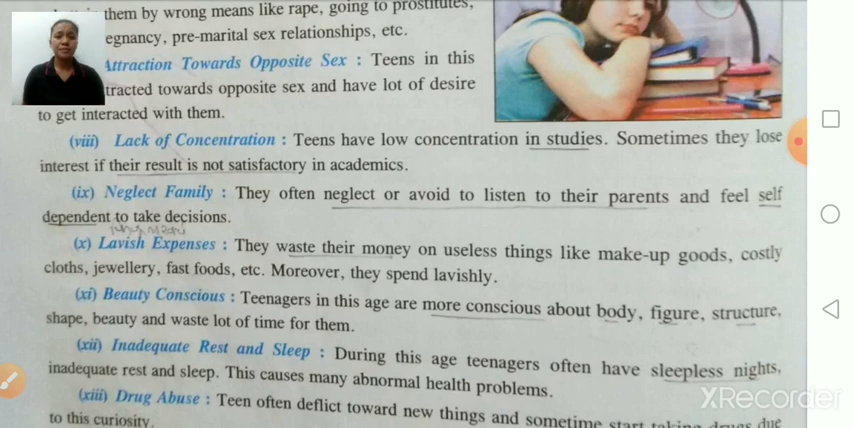 them by wrong means like rape, going to prostitutes,
egnancy, pre-marital sex relationships, etc.
Attraction Towards Opposite Sex : Teens in this
tracted towards opposite sex and have lot of desire
to get interacted with them.
(viii) Lack of Concentration : Teens have low concentration in studies. Sometimes they lose
interest if their result is not satisfactory in academics.
(ix) Neglect Family : They often neglect or avoid to listen to their parents and feel self
dependent to take decisions.
(x) Lavish Expenses : They waste their money on useless things like make-up goods, costly
cloths, jewellery, fast foods, etc. Moreover, they spend lavishly.
(xi) Beauty Conscious : Teenagers in this age are more conscious about body, figure, structure,
shape, beauty and waste lot of time for them.
(xii) Inadequate Rest and Sleep : During this age teenagers often have sleepless nights,
inadequate rest and sleep. This causes many abnormal health problems.
(xiii) Drug Abuse : Teen often deflict toward new things and sometime start taking drugs due
to this curiosity.
XRecorder